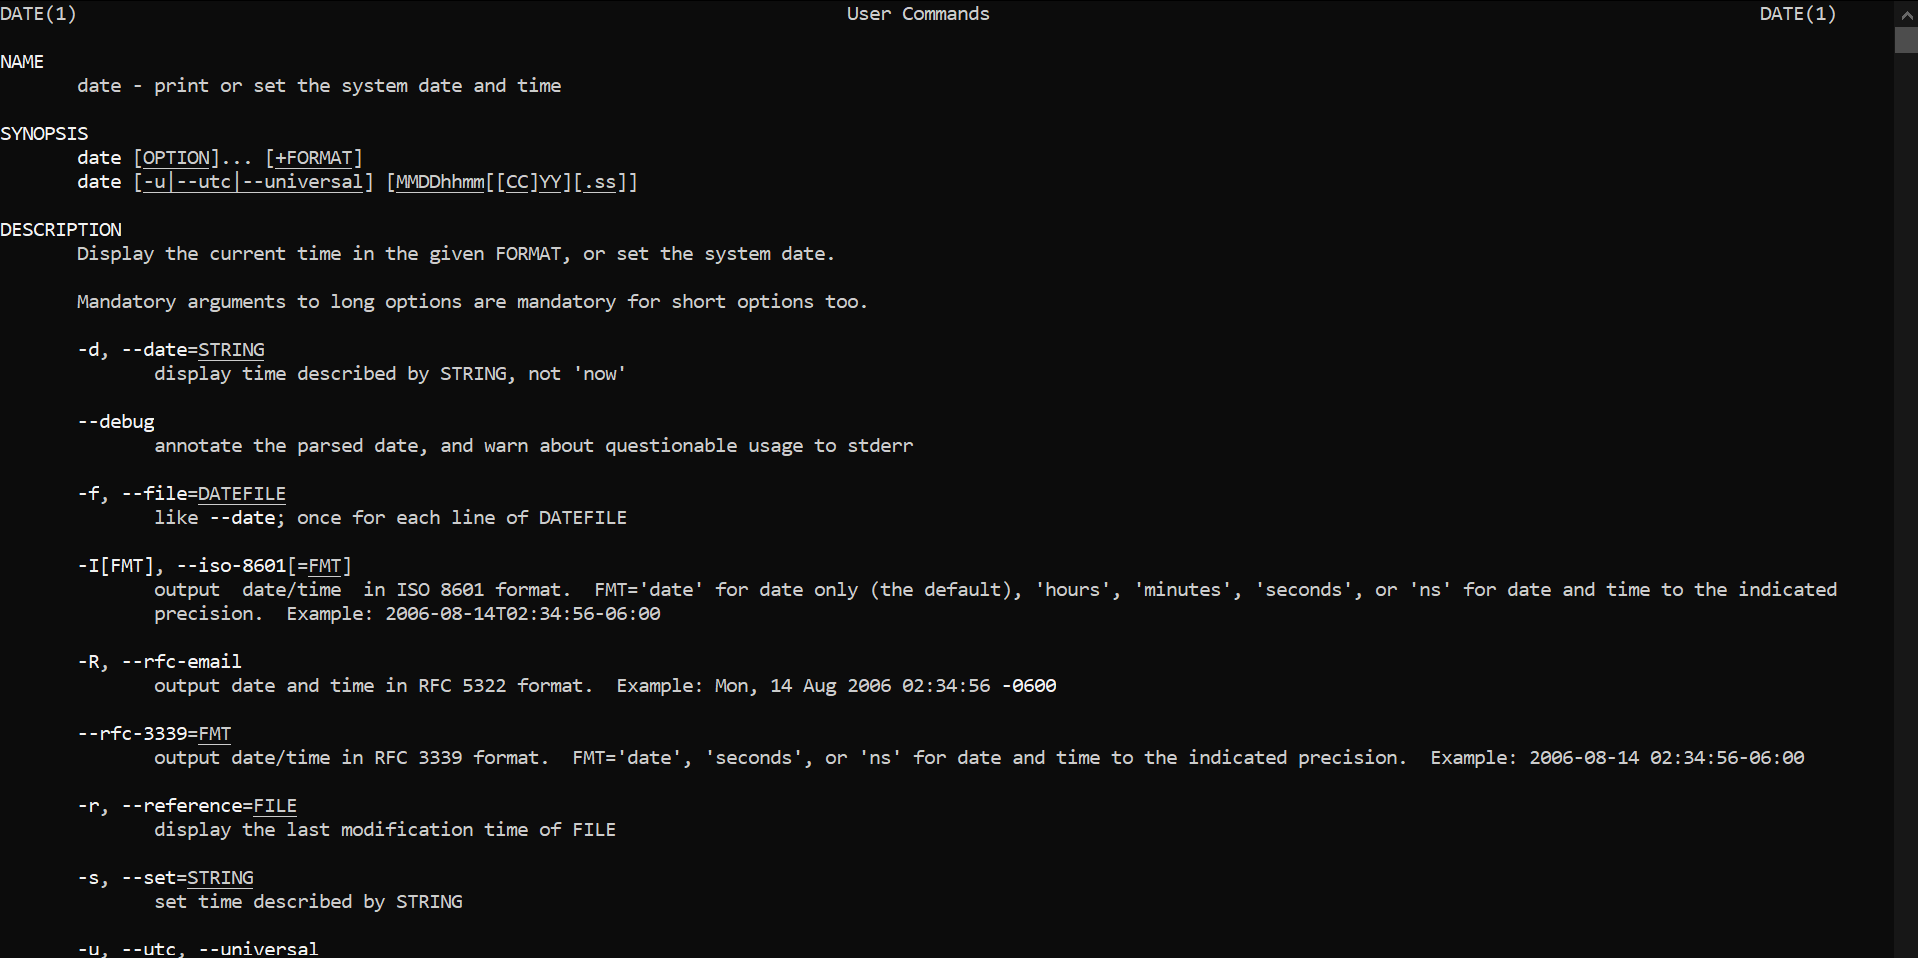 DATE(1) User Commands DATE(1)
NAME
date - print or set the system date and time
SYNOPSIS
date [OPTION]... [+FORMAT]
date [-u|--utc|--universal] [MMDDhhmm[[CC]YY][.ss]]
DESCRIPTION
Display the current time in the given FORMAT, or set the system date.
Mandatory arguments to long options are mandatory for short options too.
-d, --date=STRING
display time described by STRING, not 'now'
--debug
annotate the parsed date, and warn about questionable usage to stderr
-f, --file=DATEFILE
like --date; once for each line of DATEFILE
-I[FMT], --iso-8601[=FMT]
output  date/time  in ISO 8601 format.  FMT='date' for date only (the default), 'hours', 'minutes', 'seconds', or 'ns' for date and time to the indicated
precision.  Example: 2006-08-14T02:34:56-06:00
-R, --rfc-email
output date and time in RFC 5322 format.  Example: Mon, 14 Aug 2006 02:34:56 -0600
--rfc-3339=FMT
output date/time in RFC 3339 format.  FMT='date', 'seconds', or 'ns' for date and time to the indicated precision.  Example: 2006-08-14 02:34:56-06:00
-r, --reference=FILE
display the last modification time of FILE
-s, --set=STRING
set time described by STRING
-u, --utc, --universal